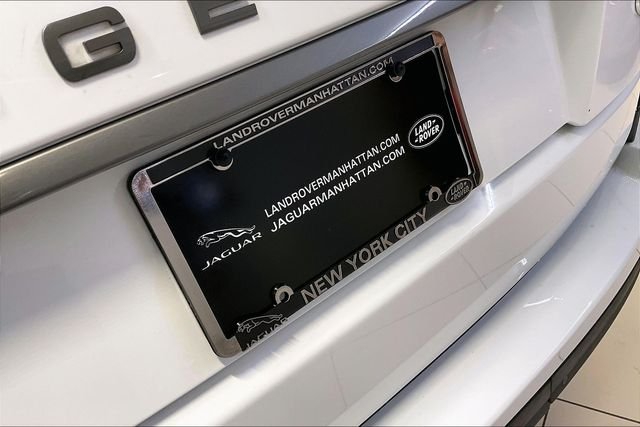 G E
LANDROVERMANHATTAN.COM
LANDROVERMANHATTAN.COM
JAGUARMANHATTAN.COM
LAND-
-ROVER
JAGUAR
NEW YORK CITY
LAND-
-ROVER
JAGUAR